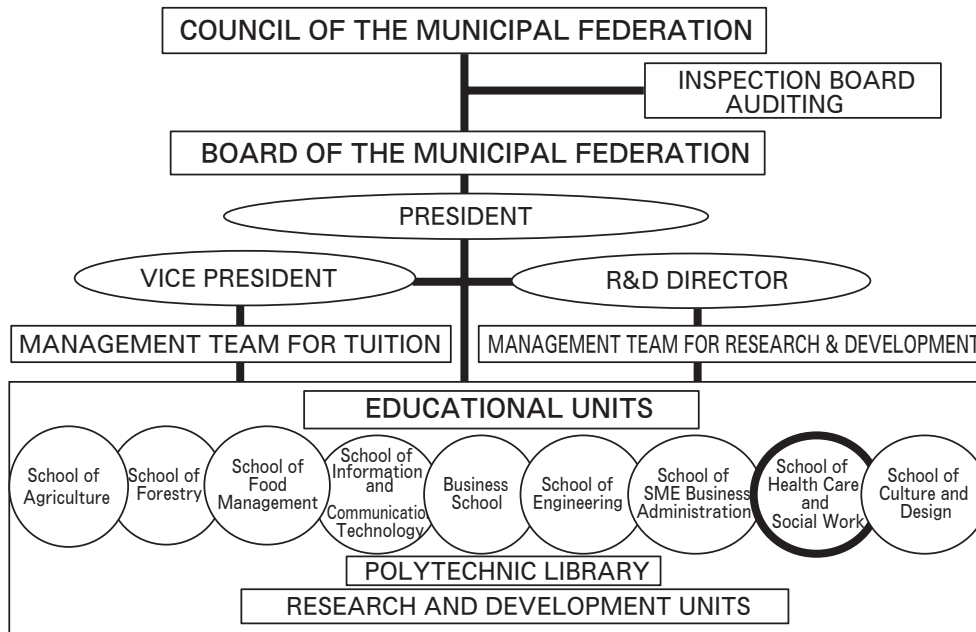 COUNCIL OF THE MUNICIPAL FEDERATION
INSPECTION BOARD
AUDITING
BOARD OF THE MUNICIPAL FEDERATION
PRESIDENT
VICE PRESIDENT
R&D DIRECTOR
MANAGEMENT TEAM FOR TUITION
MANAGEMENT TEAM FOR RESEARCH & DEVELOPMENT
EDUCATIONAL UNITS
School of
Agriculture
School of
Forestry
School of
Food
Management
School of
Information
and
Communicatio
Technology
Business
School
School of
Engineering
School of
SME Business
Administration
School of
Health Care
and
Social Work
School of
Culture and
Design
POLYTECHNIC LIBRARY
RESEARCH AND DEVELOPMENT UNITS